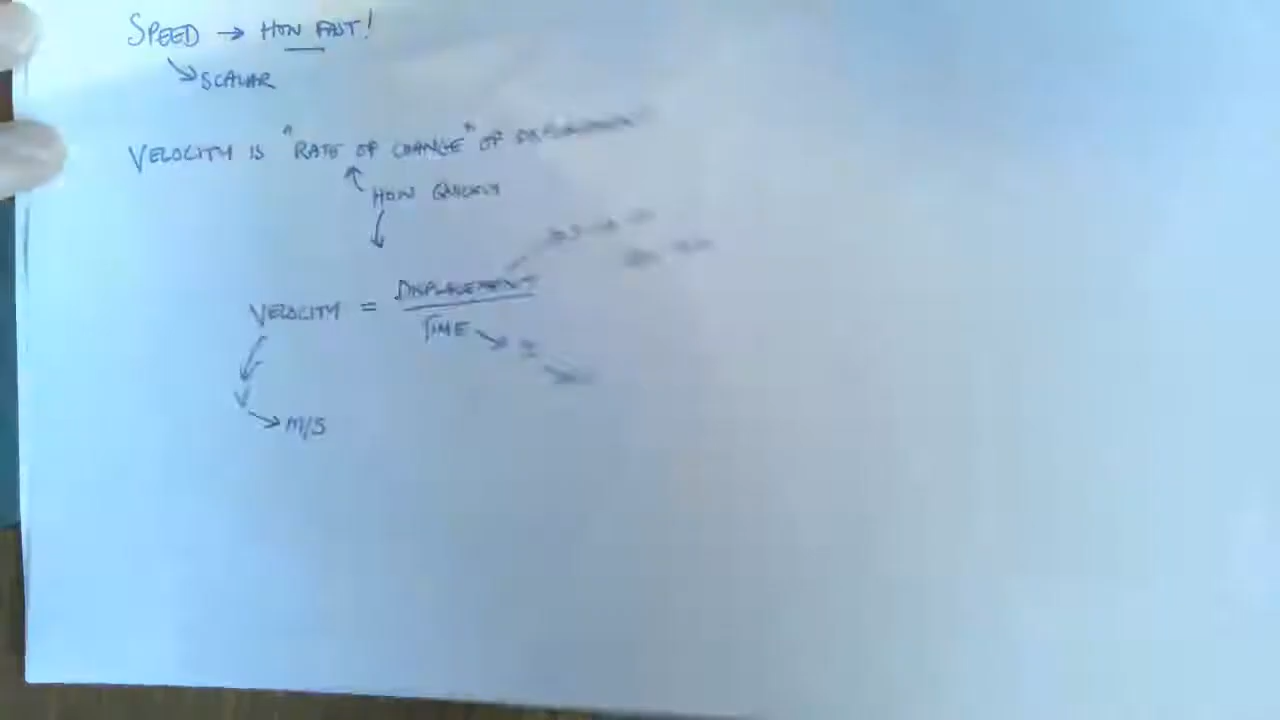 SPEED → HOW FAST!
↘ SCALAR
VELOCITY IS "RATE OF CHANGE" OF DISPLACEMENT
HOW QUICKLY
VELOCITY = DISPLACEMENT
TIME
V
M/S